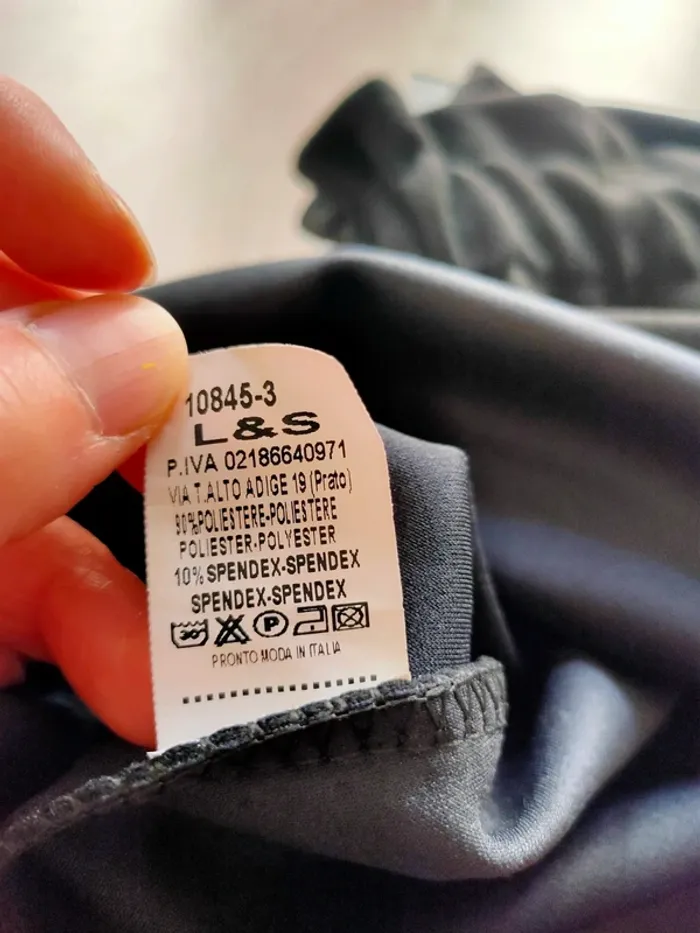 10845-3
L&S
P.IVA 02186640971
VIA T.ALTO ADIGE 19 (Prato)
90%POLIESTERE-POLIESTERE
POLIESTER-POLYESTER
10% SPENDEX-SPENDEX
SPENDEX-SPENDEX
30 P
PRONTO MODA IN ITALIA